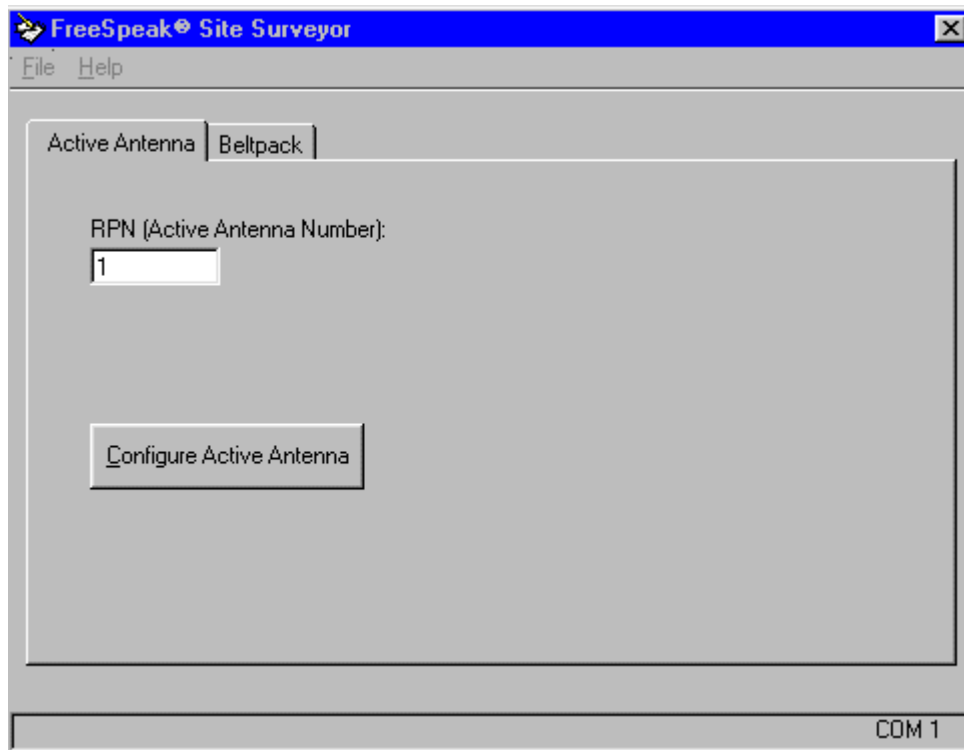 FreeSpeak® Site Surveyor
File Help
Active Antenna Beltpack
RPN (Active Antenna Number):
1
Configure Active Antenna
COM 1